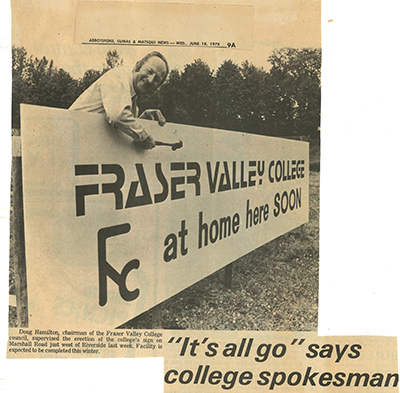 ABBOTSFORD, SUMAS & MATSQUI NEWS — WED., JUNE 18, 1975 9A
FRASER VALLEY COLLEGE
at home here SOON
Fvc
Doug Hamilton, chairman of the Fraser Valley College
council, supervised the erection of the college's sign on
Marshall Road just west of Riverside last week. Facility is
expected to be completed this winter.
"It's all go" says
college spokesman